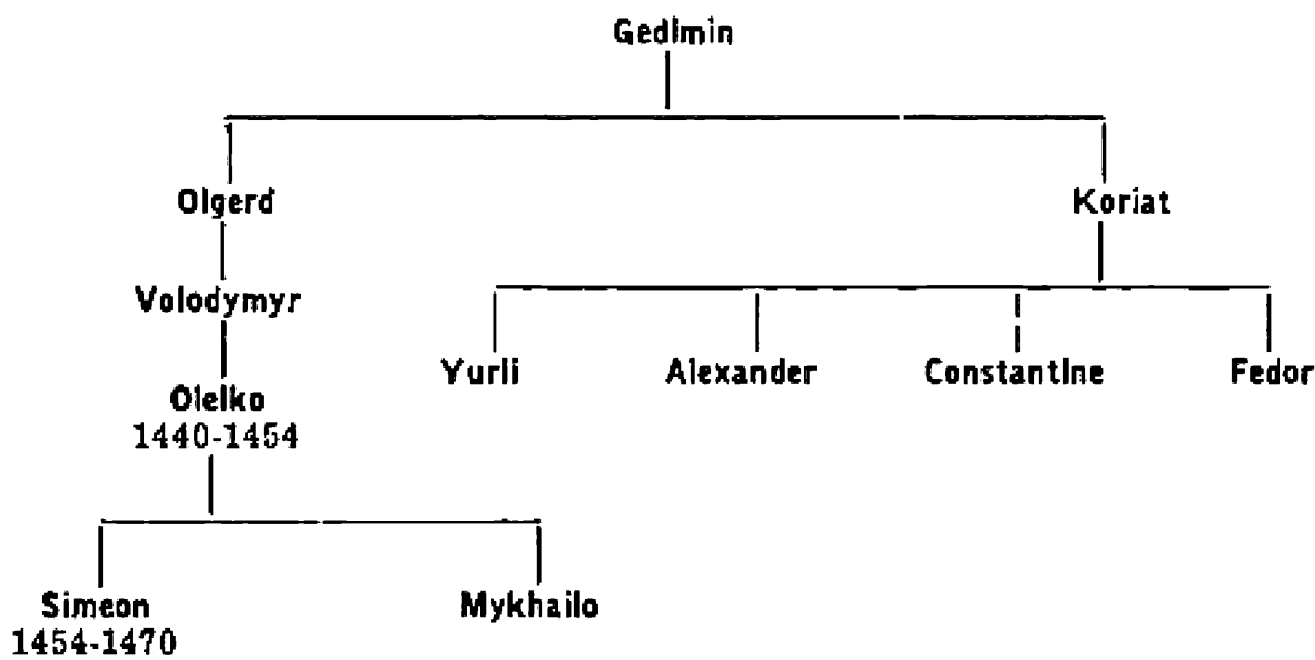 Gedimin
Olgerd Koriat
Volodymyr
Yurii Alexander Constantine Fedor
Olelko
1440-1454
Simeon Mykhailo
1454-1470